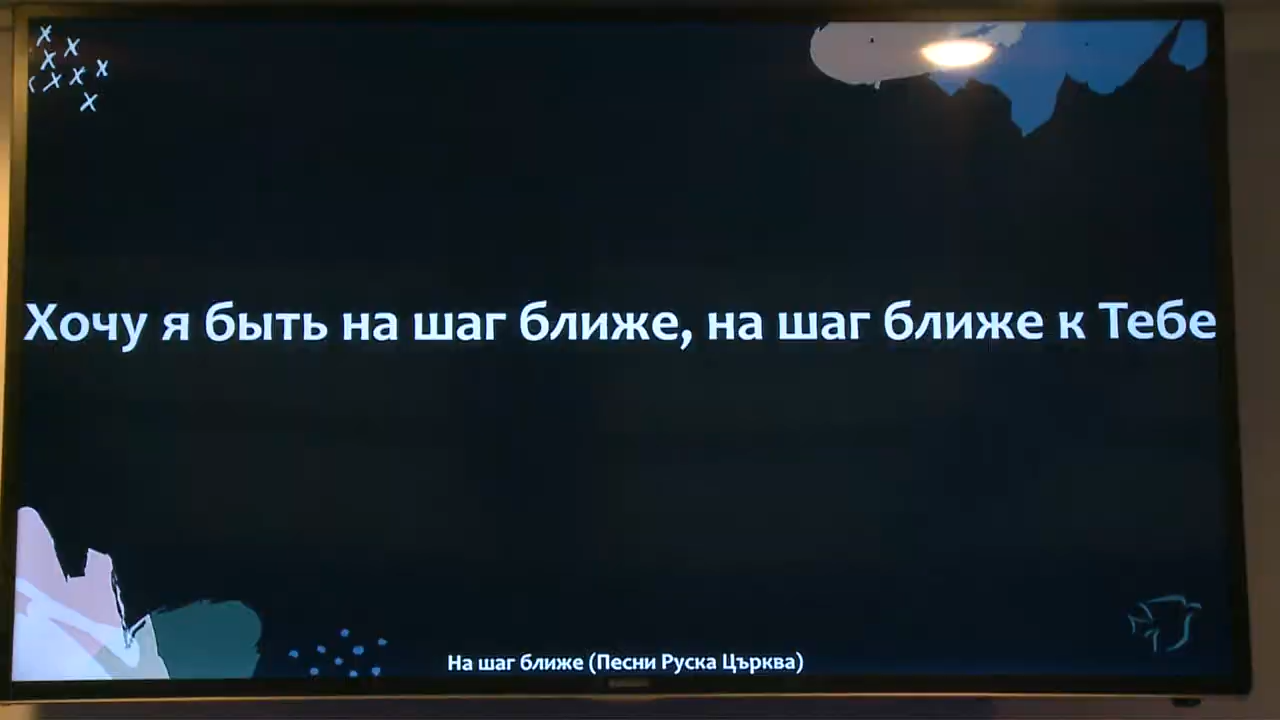 Хочу я быть на шаг ближе, на шаг ближе к Тебе
На шаг ближе (Песни Руска Църква)